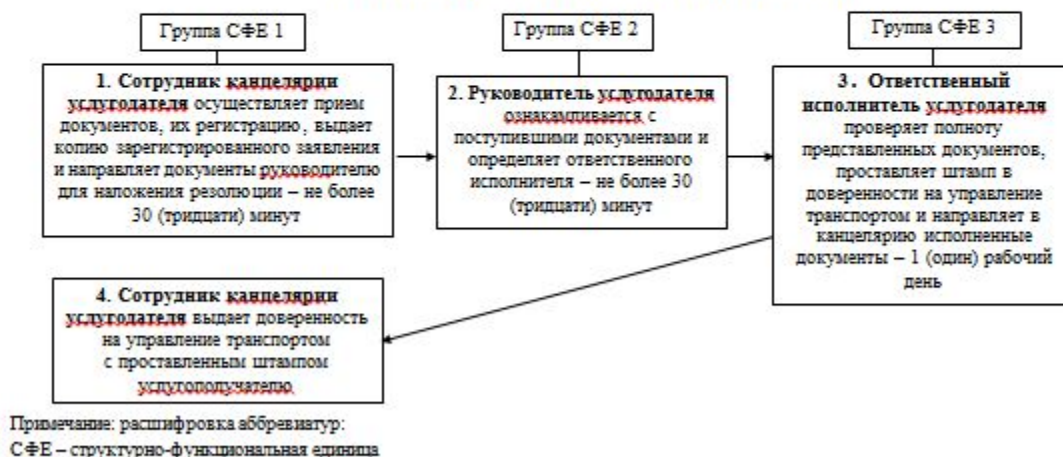 Группа СФЕ 1
Группа СФЕ 2
Группа СФЕ 3
1. Сотрудник канцелярии
услугодателя осуществляет прием
документов, их регистрацию, выдает
копию зарегистрированного заявления
и направляет документы руководителю
для наложения резолюции – не более
30 (тридцати) минут
2. Руководитель услугодателя
ознакамливается с
поступившими документами и
определяет ответственного
исполнителя – не более 30
(тридцати) минут
3. Ответственный
исполнитель услугодателя
проверяет полноту
представленных документов,
проставляет штамп в
доверенности на управление
транспортом и направляет в
канцелярию исполненные
документы – 1 (один) рабочий
день
4. Сотрудник канцелярии
услугодателя выдает доверенность
на управление транспортом
с проставленным штампом
услугополучателю
Примечание: расшифровка аббревиатур:
СФЕ – структурно-функциональная единица